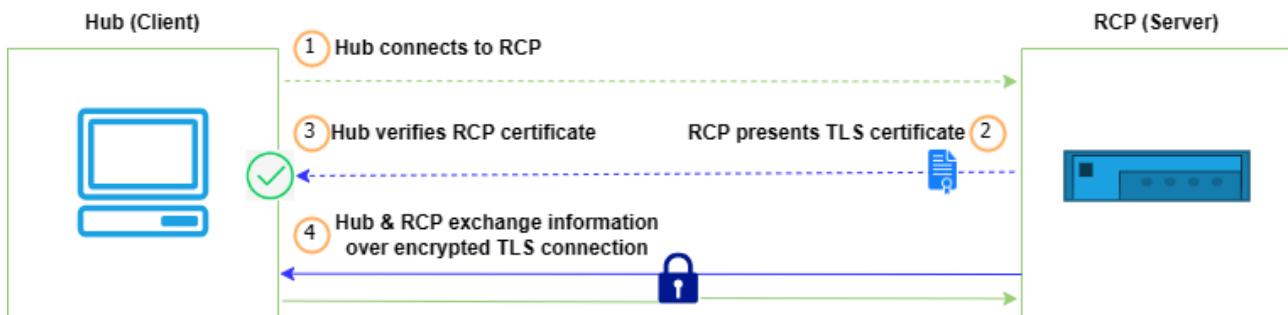 Hub (Client)
RCP (Server)
1 Hub connects to RCP
3 Hub verifies RCP certificate
RCP presents TLS certificate 2
4 Hub & RCP exchange information
over encrypted TLS connection